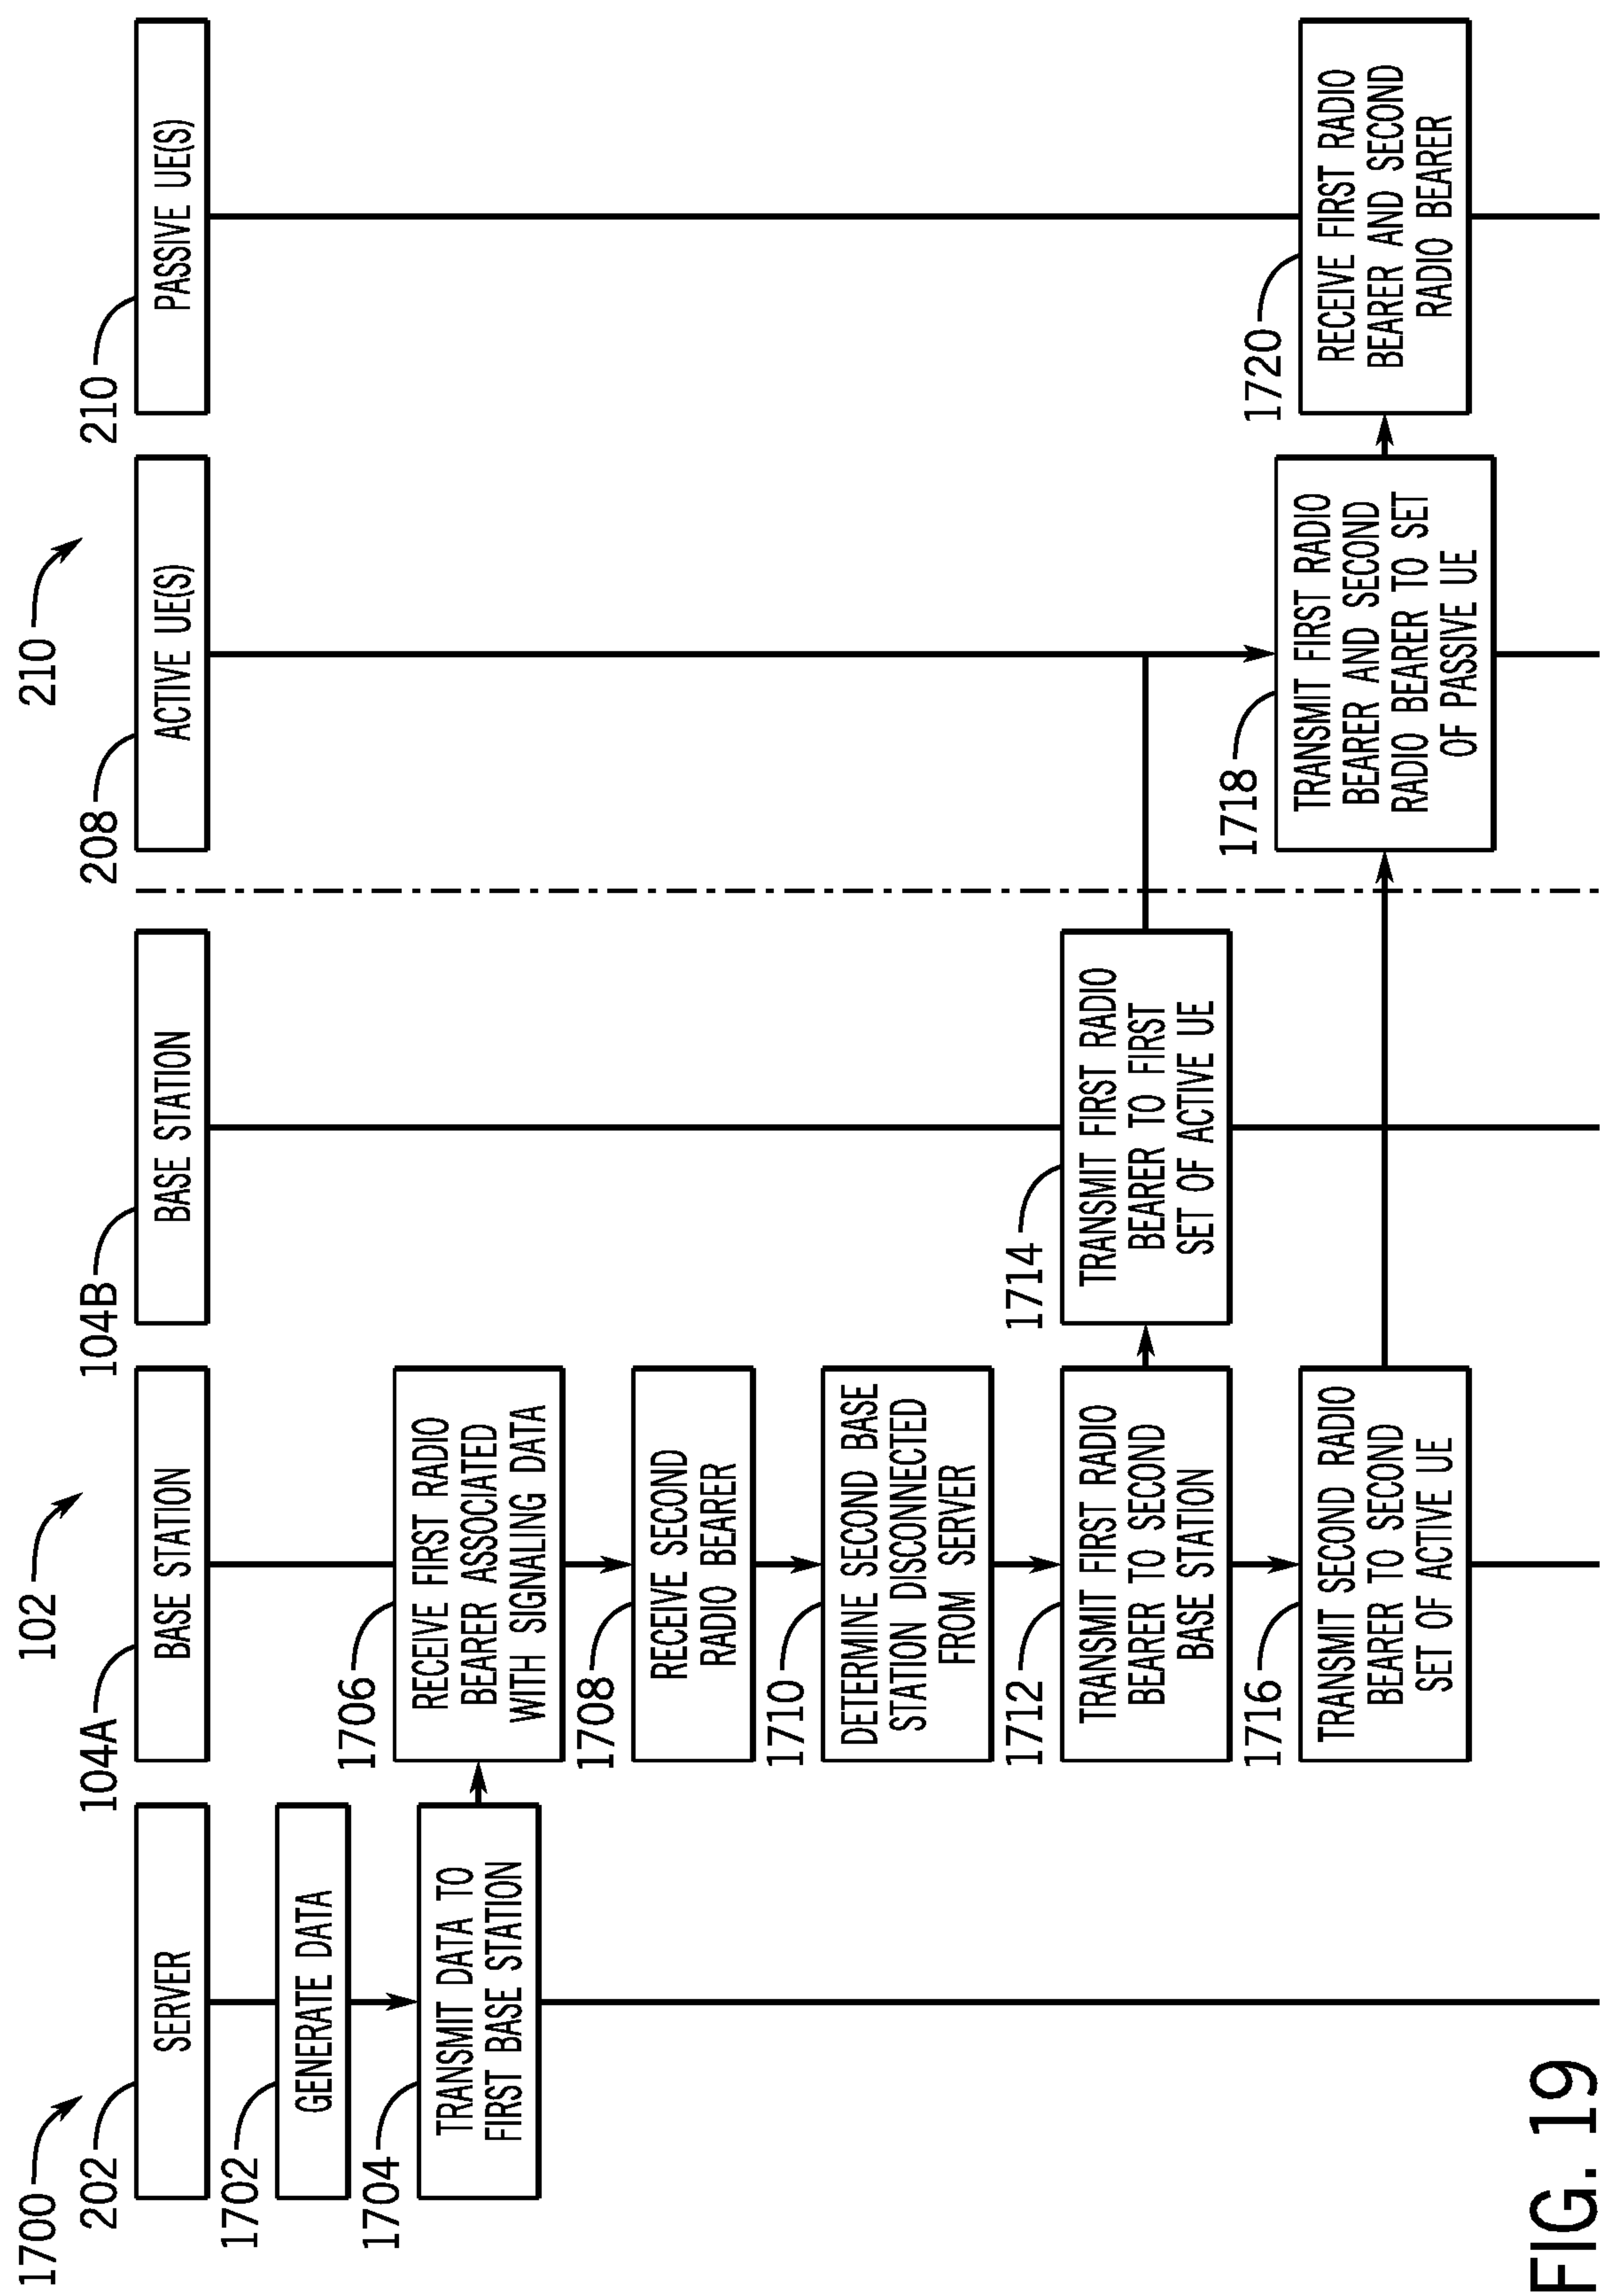 1700
102
210
202
SERVER
104A
BASE STATION
104B
BASE STATION
208
ACTIVE UE(S)
210
PASSIVE UE(S)
1702
GENERATE DATA
1704
TRANSMIT DATA TO
FIRST BASE STATION
1706
RECEIVE FIRST RADIO
BEARER ASSOCIATED
WITH SIGNALING DATA
1708
RECEIVE SECOND
RADIO BEARER
1710
DETERMINE SECOND BASE
STATION DISCONNECTED
FROM SERVER
1712
TRANSMIT FIRST RADIO
BEARER TO SECOND
BASE STATION
1714
TRANSMIT FIRST RADIO
BEARER TO FIRST
SET OF ACTIVE UE
1716
TRANSMIT SECOND RADIO
BEARER TO SECOND
SET OF ACTIVE UE
1718
TRANSMIT FIRST RADIO
BEARER AND SECOND
RADIO BEARER TO SET
OF PASSIVE UE
1720
RECEIVE FIRST RADIO
BEARER AND SECOND
RADIO BEARER
FIG. 19